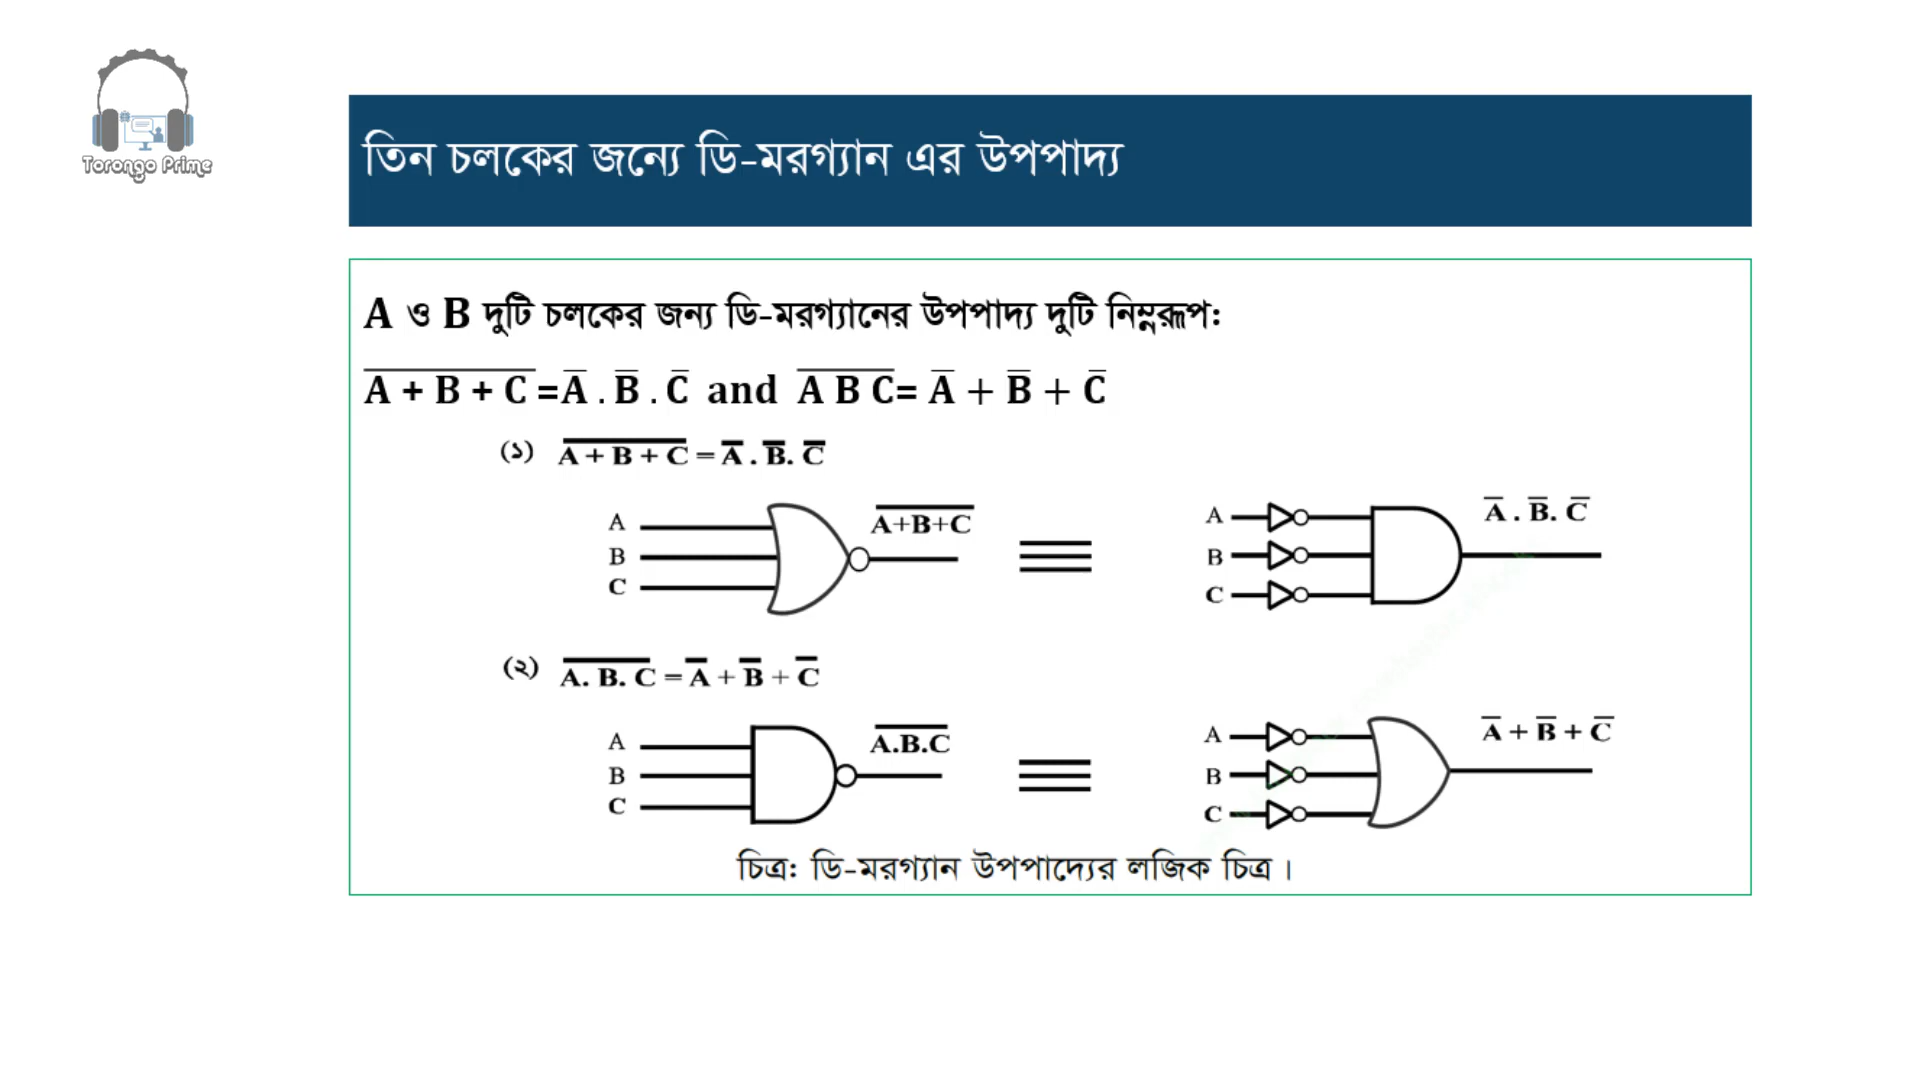 Torongo Prime
তিন চলকের জন্যে ডি-মরগ্যান এর উপপাদ্য
A ও B দুটি চলকের জন্য ডি-মরগ্যানের উপপাদ্য দুটি নিম্নরূপ:
A̅ ̅+̅ ̅B̅ ̅+̅ ̅C̅ = A̅ . B̅ . C̅ and A̅ ̅B̅ ̅C̅ = A̅ + B̅ + C̅
(১) A̅ ̅+̅ ̅B̅ ̅+̅ ̅C̅ = A̅ . B̅. C̅
A
B
C
A̅+̅B̅+̅C̅
A
B
C
A̅ . B̅. C̅
(২) A̅.̅ ̅B̅.̅ ̅C̅ = A̅ + B̅ + C̅
A
B
C
A̅.̅B̅.̅C̅
A
B
C
A̅ + B̅ + C̅
চিত্র: ডি-মরগ্যান উপপাদ্যের লজিক চিত্র।